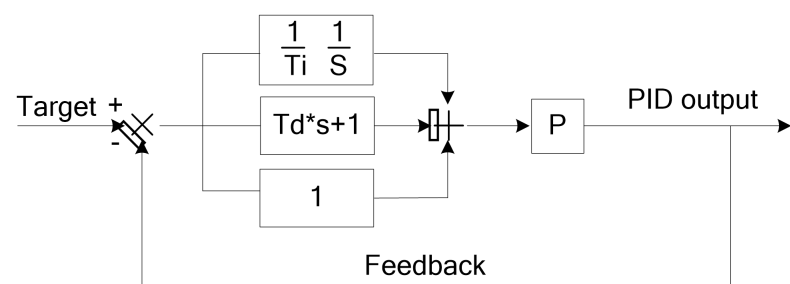 1 1
Ti S
Target +
-
Td*s+1
P
PID output
1
Feedback